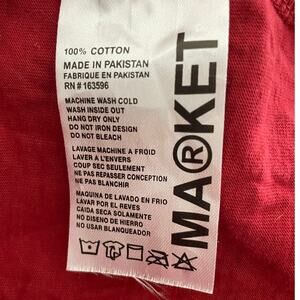 100% COTTON
MADE IN PAKISTAN
FABRIQUE EN PAKISTAN
RN # 163596
MACHINE WASH COLD
WASH INSIDE OUT
HANG DRY ONLY
DO NOT IRON DESIGN
DO NOT BLEACH
LAVAGE MACHINE A FROID
LAVER A L'ENVERS
COUP SEC SEULEMENT
NE PAS REPASSER CONCEPTION
NE PAS BLANCHIR
MAQUINA DE LAVADO EN FRIO
LAVAR POR EL REVES
CAIDA SECA SOLAMENTE
NO DISENO DE HIERRO
NO USAR BLANQUEADOR
MA®KET